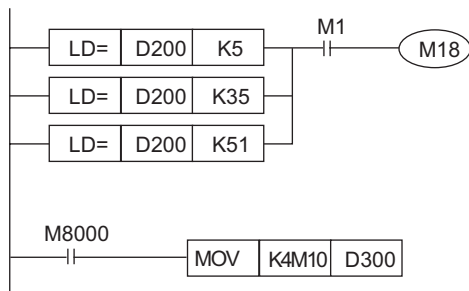 M1
LD= D200 K5 M18
LD= D200 K35
LD= D200 K51
M8000
MOV K4M10 D300